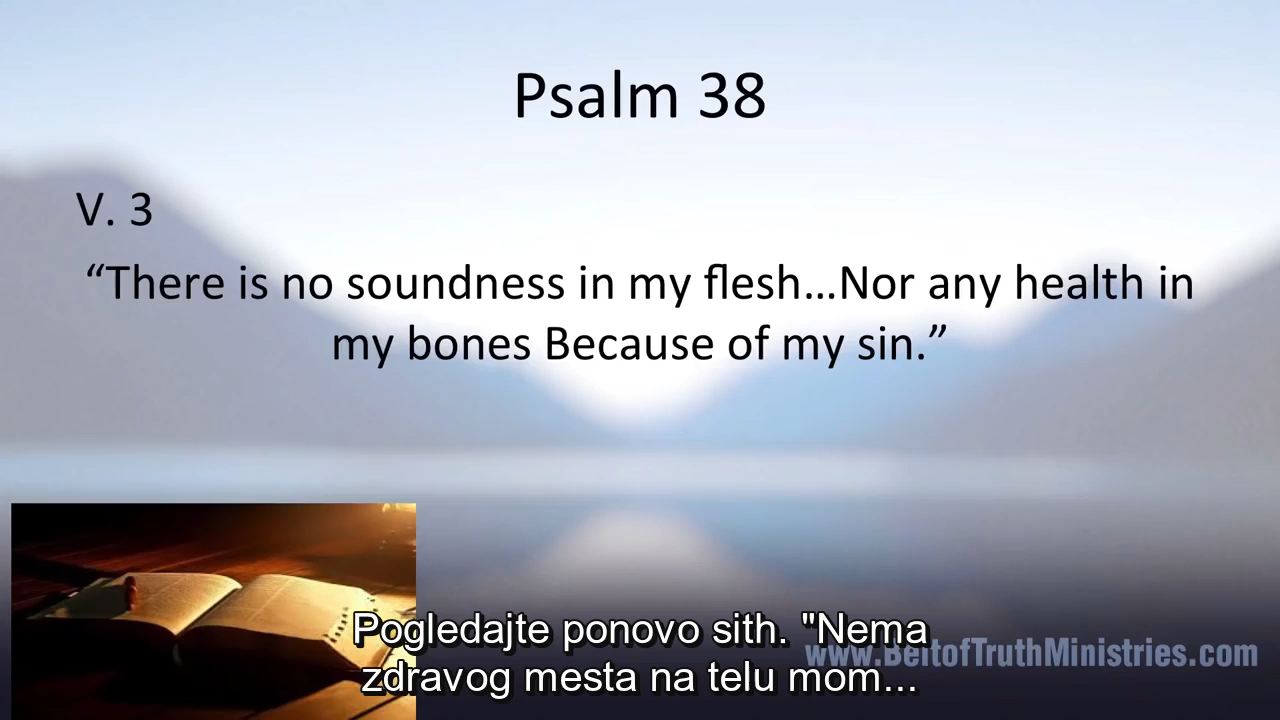 Psalm 38
V. 3
“There is no soundness in my flesh...Nor any health in
my bones Because of my sin.”
Pogledajte ponovo sith. "Nema
zdravog mesta na telu mom...
www.BeltofTruthMinistries.com